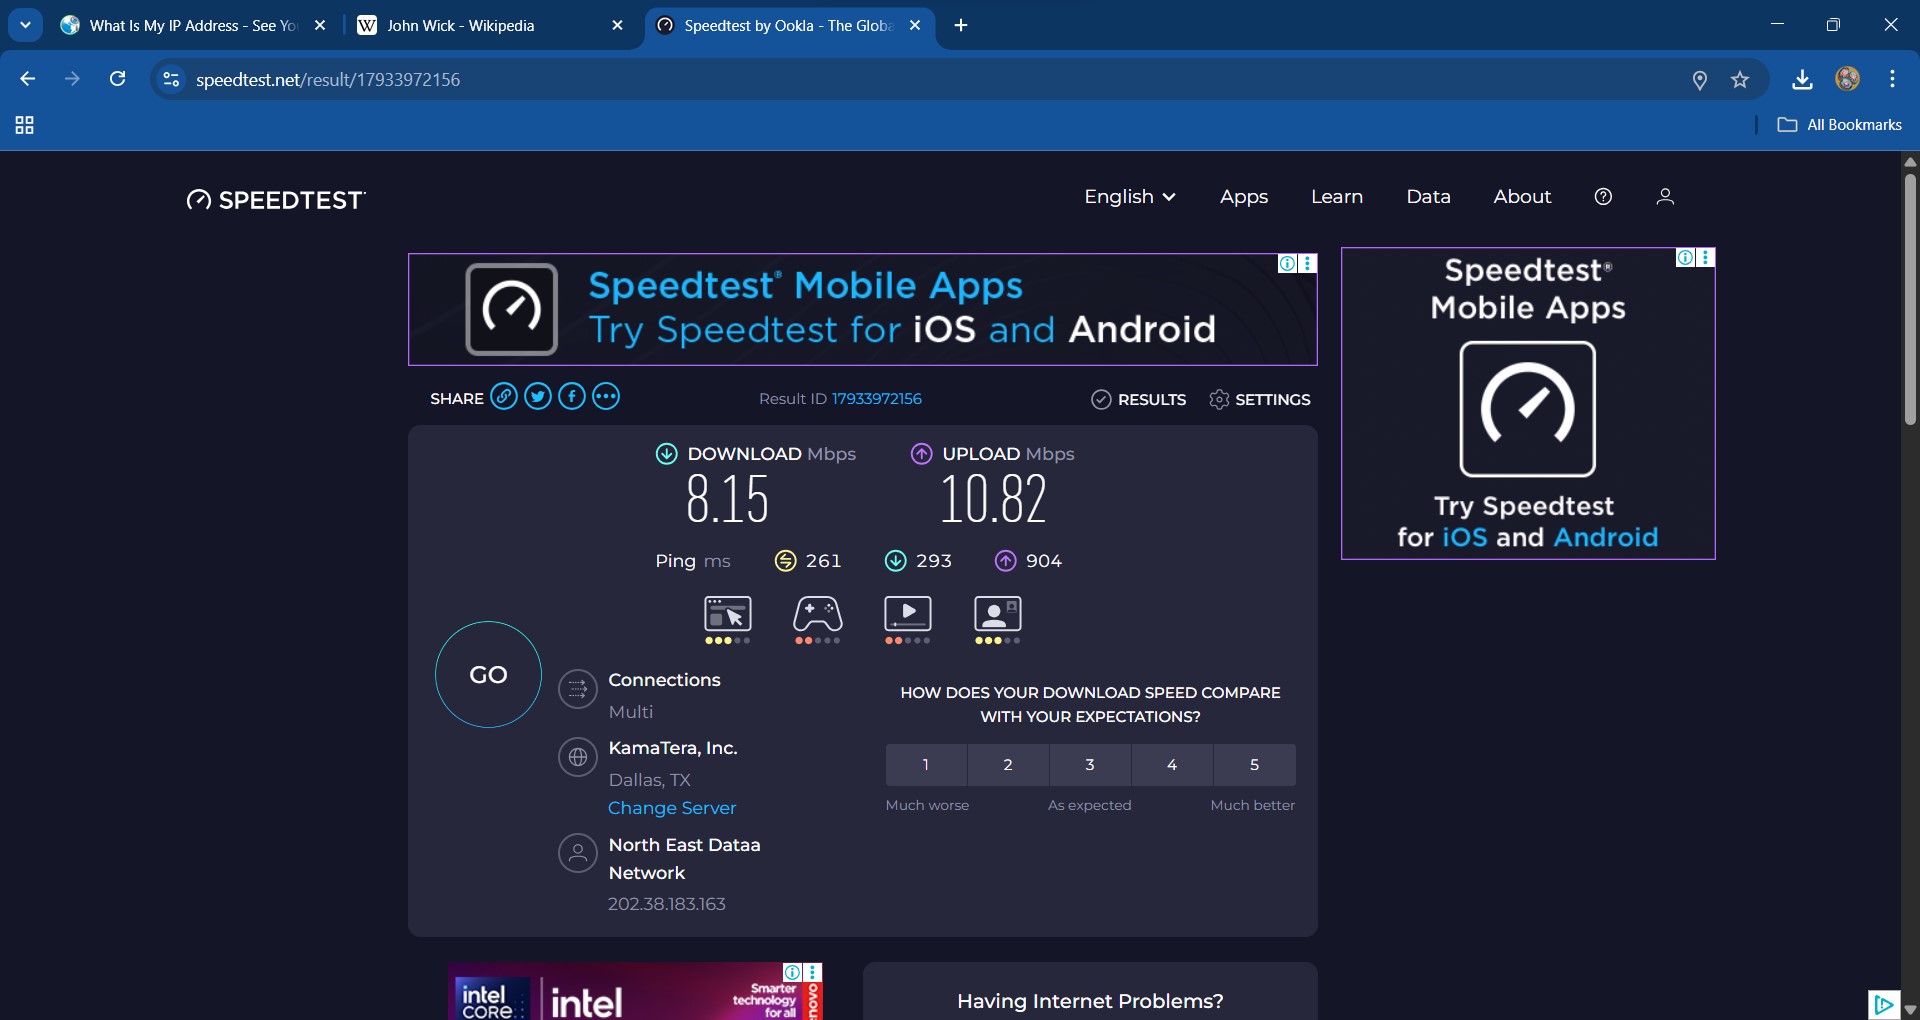 What Is My IP Address - See Yo
John Wick - Wikipedia
Speedtest by Ookla - The Globa
speedtest.net/result/17933972156
All Bookmarks
SPEEDTEST
English
Apps
Learn
Data
About
Speedtest® Mobile Apps
Try Speedtest for iOS and Android
Speedtest®
Mobile Apps
Try Speedtest
for iOS and Android
SHARE
Result ID 17933972156
RESULTS
SETTINGS
DOWNLOAD Mbps
8.15
UPLOAD Mbps
10.82
Ping ms
261
293
904
GO
Connections
Multi
KamaTera, Inc.
Dallas, TX
Change Server
North East Dataa
Network
202.38.183.163
HOW DOES YOUR DOWNLOAD SPEED COMPARE
WITH YOUR EXPECTATIONS?
1
2
3
4
5
Much worse
As expected
Much better
intel
CORE
intel
Smarter
technology
for all
Having Internet Problems?